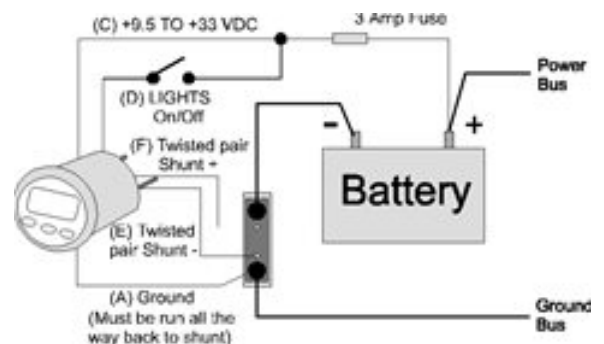 (C) +9.5 TO +33 VDC
3 Amp Fuse
Power
Bus
(D) LIGHTS
On/Off
(F) Twisted pair
Shunt +
- +
Battery
(E) Twisted
pair Shunt -
(A) Ground
(Must be run all the
way back to shunt)
Ground
Bus